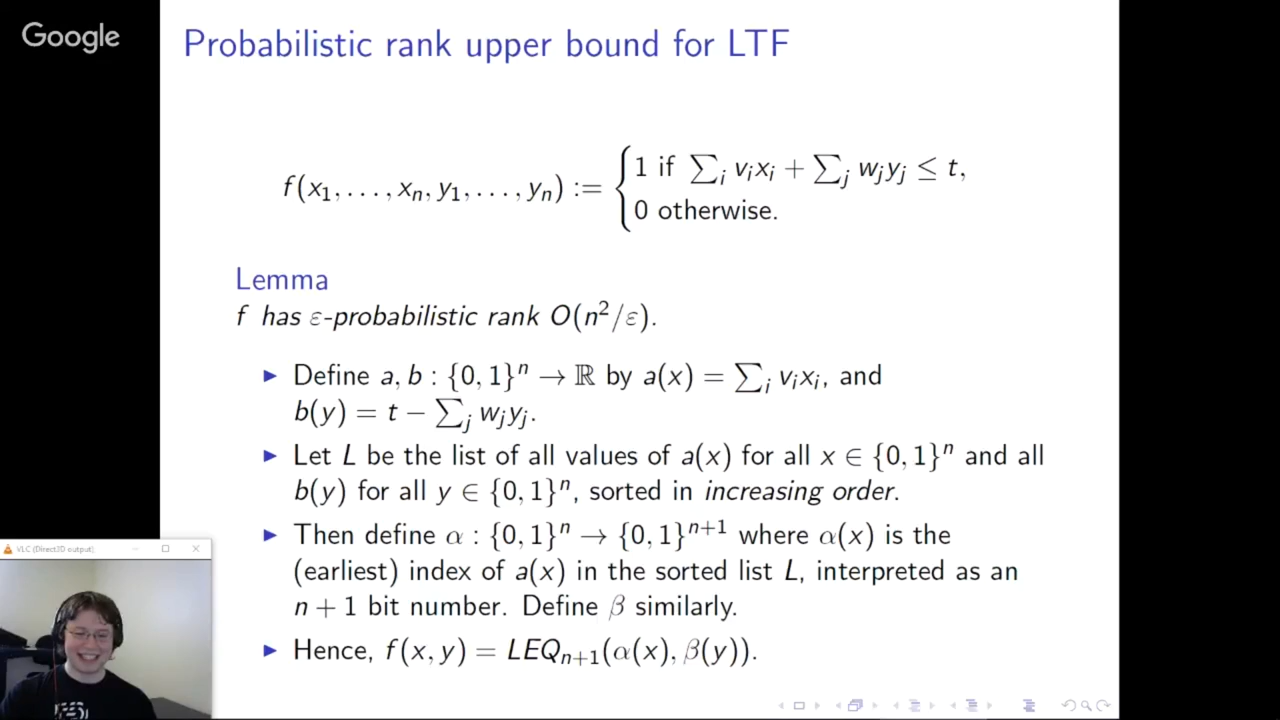 Google
Probabilistic rank upper bound for LTF
f(x₁, . . . , xₙ, y₁, . . . , yₙ) := {1 if ∑ᵢ vᵢxᵢ + ∑ⱼ wⱼyⱼ ≤ t,
0 otherwise.
Lemma
f has ε-probabilistic rank O(n²/ε).
▶ Define a, b : {0, 1}ⁿ → ℝ by a(x) = ∑ᵢ vᵢxᵢ, and
b(y) = t − ∑ⱼ wⱼyⱼ.
▶ Let L be the list of all values of a(x) for all x ∈ {0, 1}ⁿ and all
b(y) for all y ∈ {0, 1}ⁿ, sorted in increasing order.
▶ Then define α : {0, 1}ⁿ → {0, 1}ⁿ⁺¹ where α(x) is the
(earliest) index of a(x) in the sorted list L, interpreted as an
n + 1 bit number. Define β similarly.
▶ Hence, f(x, y) = LEQₙ₊₁(α(x), β(y)).
VLC (Direct3D output)